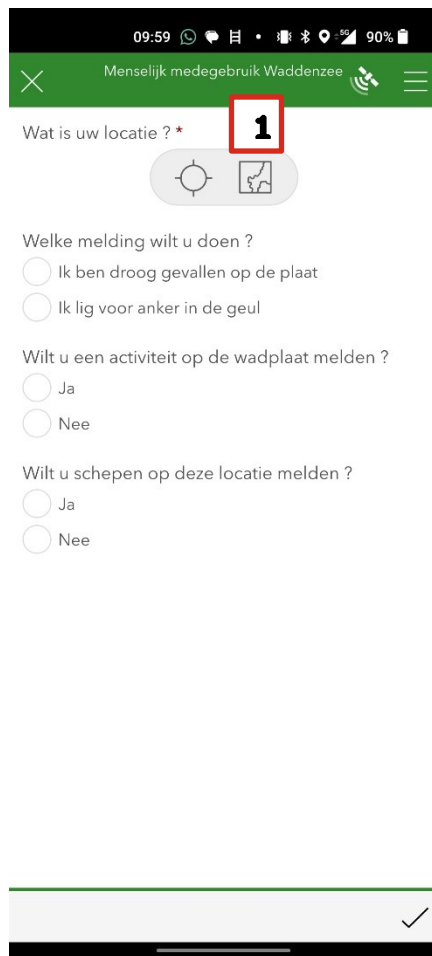 09:59 5G 90%
Menselijk medegebruik Waddenzee
Wat is uw locatie ? *
1
Welke melding wilt u doen ?
Ik ben droog gevallen op de plaat
Ik lig voor anker in de geul
Wilt u een activiteit op de wadplaat melden ?
Ja
Nee
Wilt u schepen op deze locatie melden ?
Ja
Nee